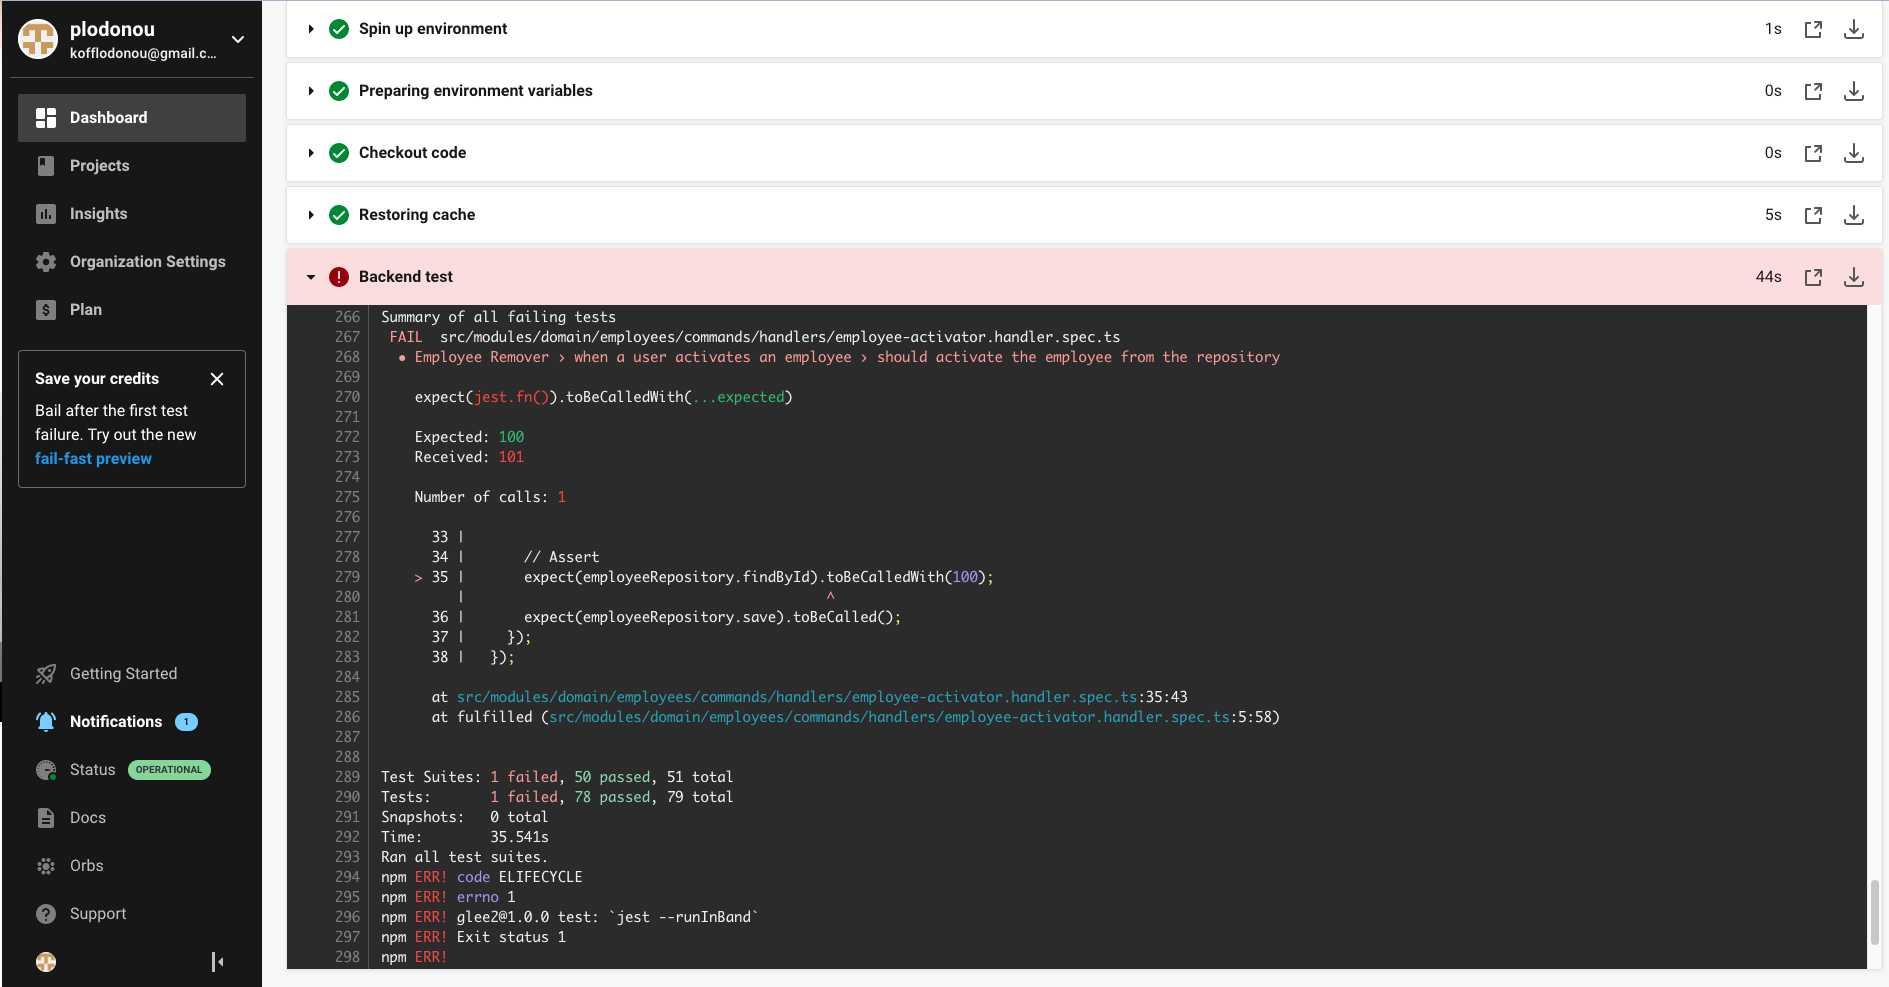 plodonou
kofflodonou@gmail.c...
Dashboard
Projects
Insights
Organization Settings
Plan
Save your credits
Bail after the first test
failure. Try out the new
fail-fast preview
Getting Started
Notifications 1
Status OPERATIONAL
Docs
Orbs
Support
Spin up environment 1s
Preparing environment variables 0s
Checkout code 0s
Restoring cache 5s
Backend test 44s
266 Summary of all failing tests
267 FAIL src/modules/domain/employees/commands/handlers/employee-activator.handler.spec.ts
268 ● Employee Remover › when a user activates an employee › should activate the employee from the repository
269
270 expect(jest.fn()).toBeCalledWith(...expected)
271
272 Expected: 100
273 Received: 101
274
275 Number of calls: 1
276
277 33 |
278 34 | // Assert
279 > 35 | expect(employeeRepository.findById).toBeCalledWith(100);
280 | ^
281 36 | expect(employeeRepository.save).toBeCalled();
282 37 | });
283 38 | });
284
285 at src/modules/domain/employees/commands/handlers/employee-activator.handler.spec.ts:35:43
286 at fulfilled (src/modules/domain/employees/commands/handlers/employee-activator.handler.spec.ts:5:58)
287
288
289 Test Suites: 1 failed, 50 passed, 51 total
290 Tests: 1 failed, 78 passed, 79 total
291 Snapshots: 0 total
292 Time: 35.541s
293 Ran all test suites.
294 npm ERR! code ELIFECYCLE
295 npm ERR! errno 1
296 npm ERR! glee2@1.0.0 test: `jest --runInBand`
297 npm ERR! Exit status 1
298 npm ERR!